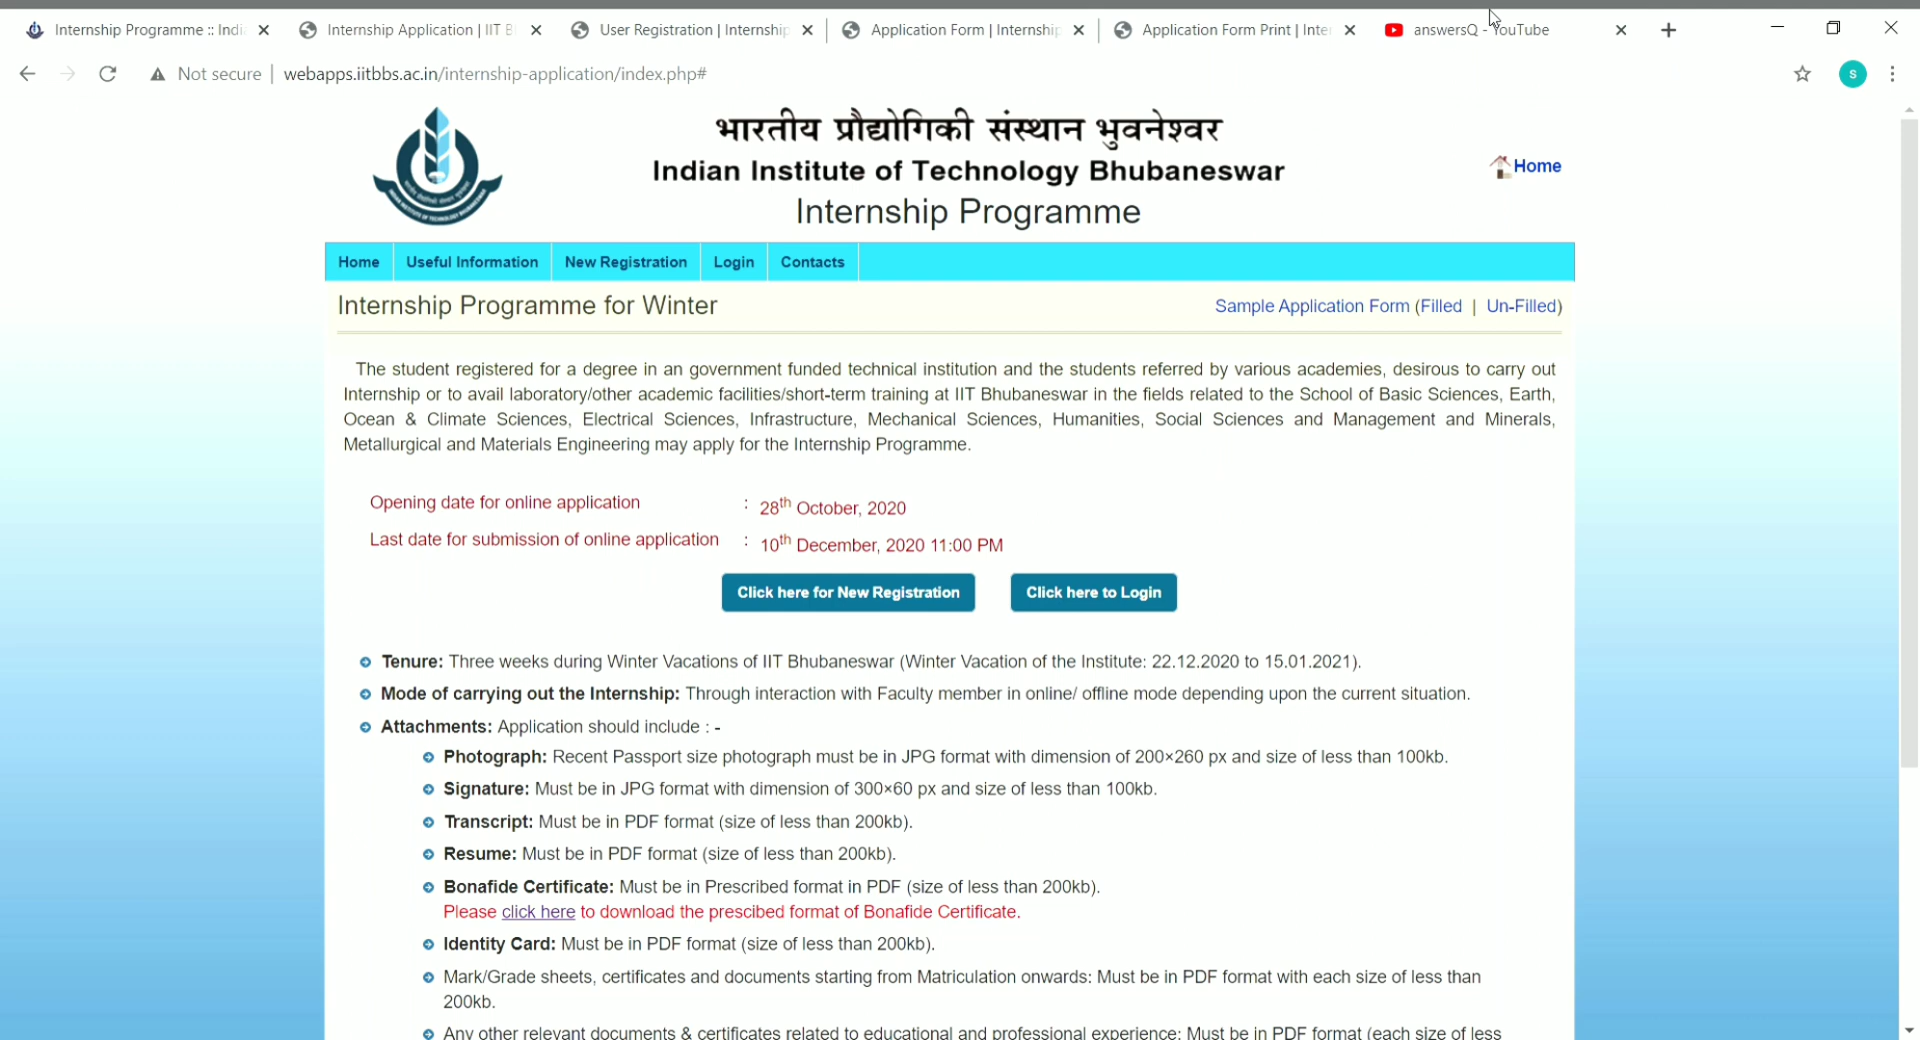 Internship Programme :: Indi
Internship Application | IIT B
User Registration | Internship
Application Form | Internship
Application Form Print | Inter
answersQ - YouTube
Not secure
webapps.iitbbs.ac.in/internship-application/index.php#
S
भारतीय प्रौद्योगिकी संस्थान भुवनेश्वर
Indian Institute of Technology Bhubaneswar
Internship Programme
Home
Home
Useful Information
New Registration
Login
Contacts
Internship Programme for Winter
Sample Application Form (Filled | Un-Filled)
The student registered for a degree in an government funded technical institution and the students referred by various academies, desirous to carry out
Internship or to avail laboratory/other academic facilities/short-term training at IIT Bhubaneswar in the fields related to the School of Basic Sciences, Earth,
Ocean & Climate Sciences, Electrical Sciences, Infrastructure, Mechanical Sciences, Humanities, Social Sciences and Management and Minerals,
Metallurgical and Materials Engineering may apply for the Internship Programme.
Opening date for online application : 28th October, 2020
Last date for submission of online application : 10th December, 2020 11:00 PM
Click here for New Registration
Click here to Login
Tenure: Three weeks during Winter Vacations of IIT Bhubaneswar (Winter Vacation of the Institute: 22.12.2020 to 15.01.2021).
Mode of carrying out the Internship: Through interaction with Faculty member in online/ offline mode depending upon the current situation.
Attachments: Application should include : -
Photograph: Recent Passport size photograph must be in JPG format with dimension of 200×260 px and size of less than 100kb.
Signature: Must be in JPG format with dimension of 300×60 px and size of less than 100kb.
Transcript: Must be in PDF format (size of less than 200kb).
Resume: Must be in PDF format (size of less than 200kb).
Bonafide Certificate: Must be in Prescribed format in PDF (size of less than 200kb).
Please click here to download the prescibed format of Bonafide Certificate.
Identity Card: Must be in PDF format (size of less than 200kb).
Mark/Grade sheets, certificates and documents starting from Matriculation onwards: Must be in PDF format with each size of less than
200kb.
Any other relevant documents & certificates related to educational and professional experience: Must be in PDF format (each size of less